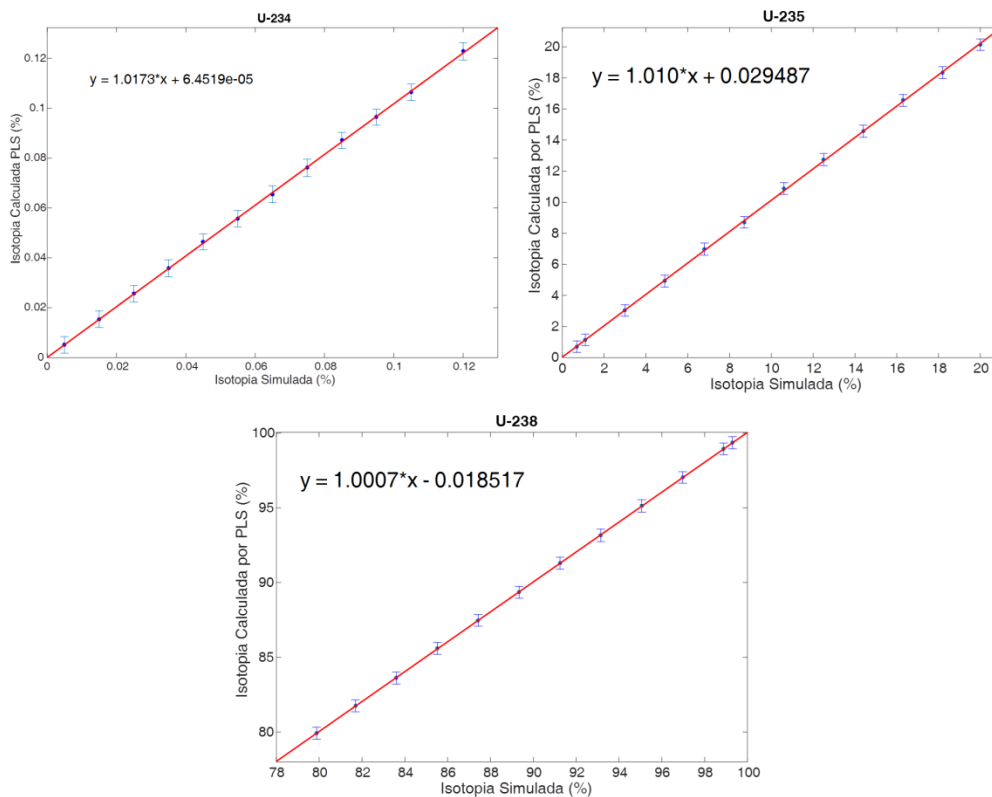 U-234
y = 1.0173*x + 6.4519e-05
Isotopia Calculada PLS (%)
0.12
0.1
0.08
0.06
0.04
0.02
0
0 0.02 0.04 0.06 0.08 0.1 0.12
Isotopia Simulada (%)
U-235
y = 1.010*x + 0.029487
Isotopia Calculada por PLS (%)
20
18
16
14
12
10
8
6
4
2
0
0 2 4 6 8 10 12 14 16 18 20
Isotopia Simulada (%)
U-238
y = 1.0007*x - 0.018517
Isotopia Calculada por PLS (%)
100
95
90
85
80
78 80 82 84 86 88 90 92 94 96 98 100
Isotopia Simulada (%)